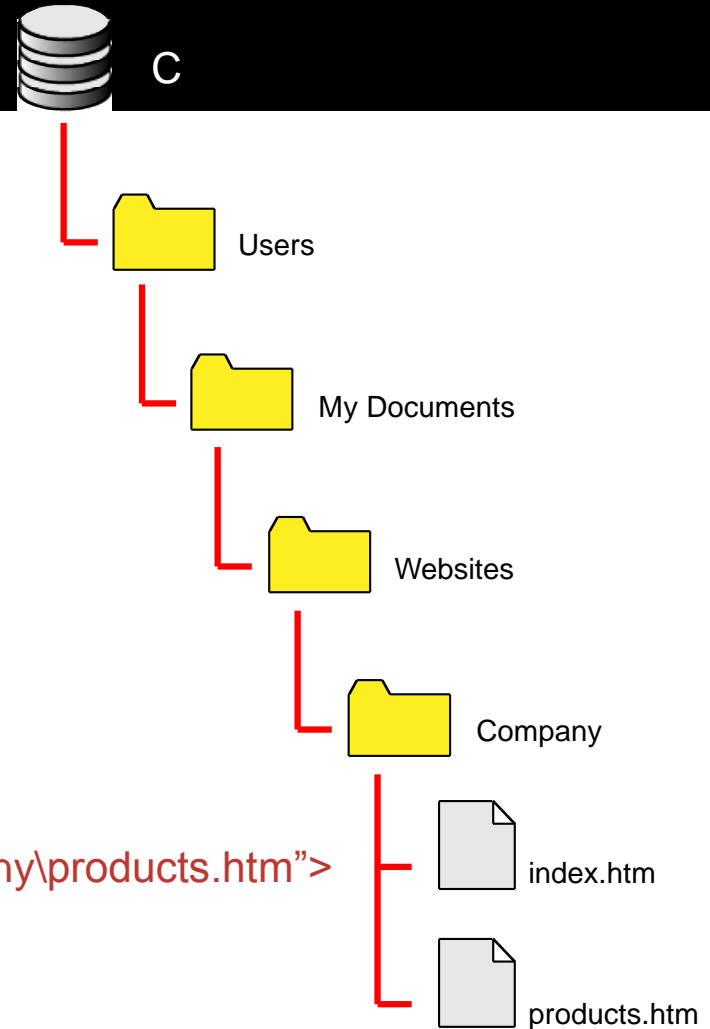 C
Users
My Documents
Websites
Company
ny\products.htm”>
index.htm
products.htm